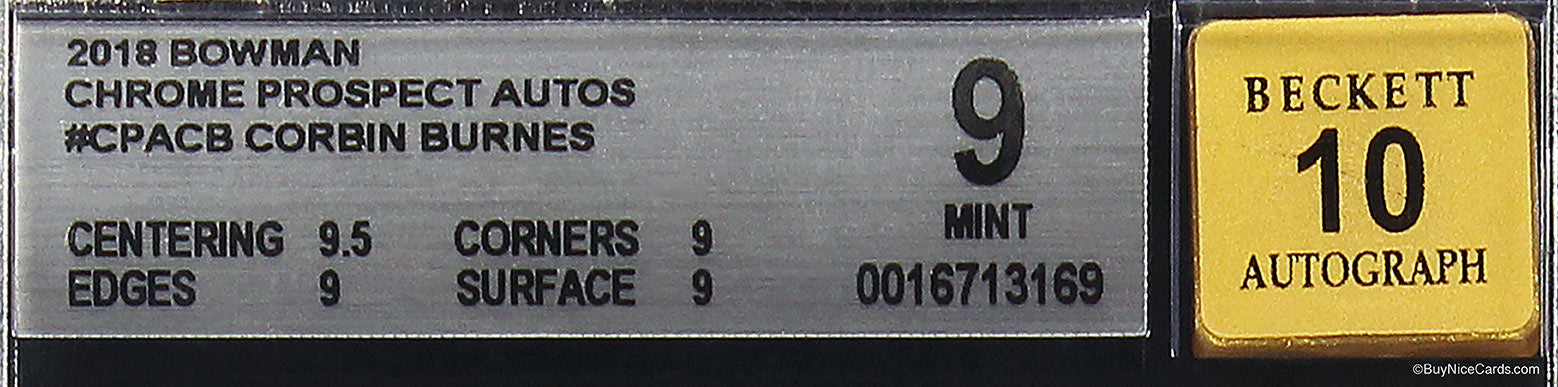 2018 BOWMAN
CHROME PROSPECT AUTOS
#CPACB CORBIN BURNES
CENTERING 9.5 CORNERS 9
EDGES 9 SURFACE 9
9
MINT
0016713169
BECKETT
10
AUTOGRAPH
©BuyNiceCards.com